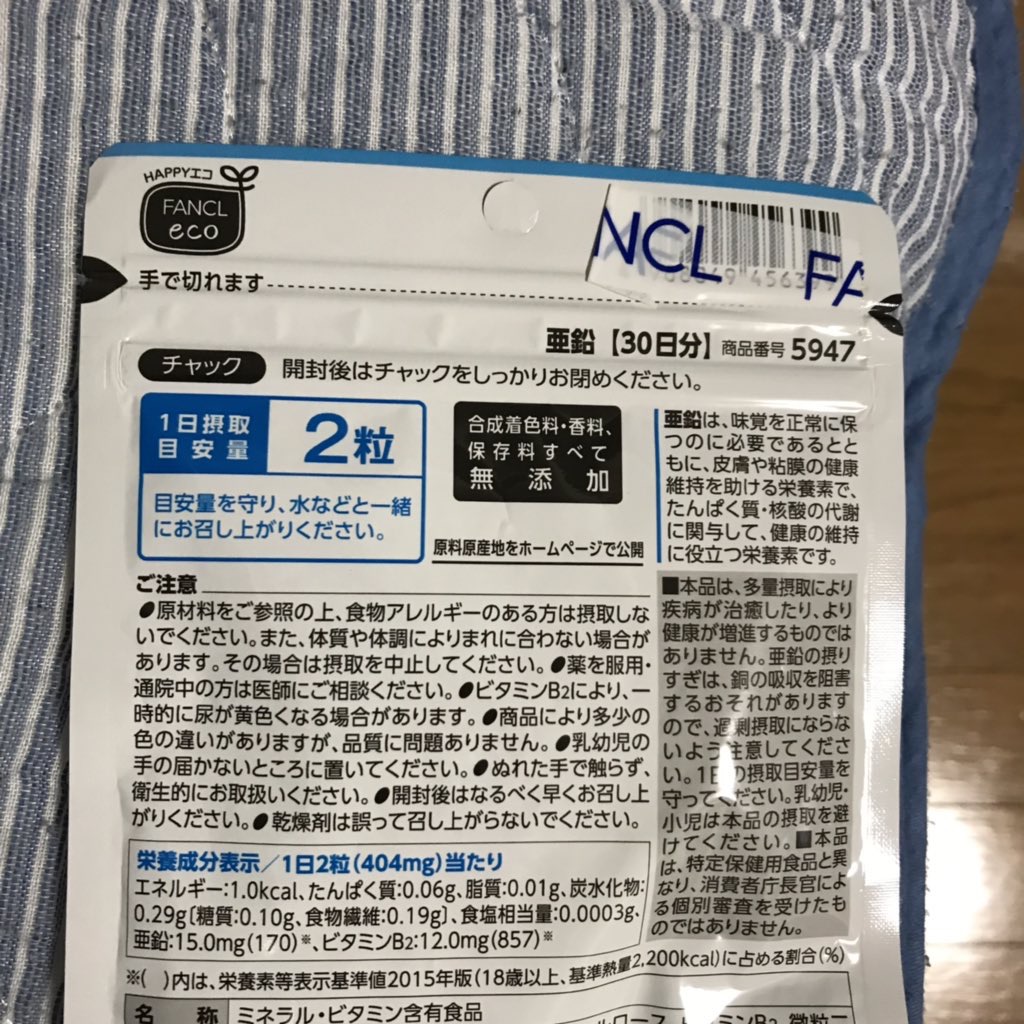 HAPPYエコ
FANCL
eco
NCL FA
手で切れます
亜鉛【30日分】商品番号5947
チャック 開封後はチャックをしっかりお閉めください。
1日摂取
目安量
2粒
目安量を守り、水などと一緒
にお召し上がりください。
合成着色料・香料、
保存料すべて
無添加
原料原産地をホームページで公開
亜鉛は、味覚を正常に保
つのに必要であるとと
もに、皮膚や粘膜の健康
維持を助ける栄養素で、
たんぱく質・核酸の代謝
に関与して、健康の維持
に役立つ栄養素です。
ご注意
●原材料をご参照の上、食物アレルギーのある方は摂取しな
いでください。また、体質や体調によりまれに合わない場合が
あります。その場合は摂取を中止してください。●薬を服用・
通院中の方は医師にご相談ください。●ビタミンB2により、一
時的に尿が黄色くなる場合があります。●商品により多少の
色の違いがありますが、品質に問題ありません。●乳幼児の
手の届かないところに置いてください。●ぬれた手で触らず、
衛生的にお取扱いください。●開封後はなるべく早くお召し上
がりください。●乾燥剤は誤って召し上がらないでください。
■本品は、多量摂取により
疾病が治癒したり、より
健康が増進するものでは
ありません。亜鉛の摂り
すぎは、銅の吸収を阻害
するおそれがあります
ので、過剰摂取にならな
いよう注意してくださ
い。1日の摂取目安量を
守ってください。乳幼児・
小児は本品の摂取を避
けてください。■本品
は、特定保健用食品と異
なり、消費者庁長官によ
る個別審査を受けたも
のではありません。
栄養成分表示/1日2粒(404mg)当たり
エネルギー:1.0kcal、たんぱく質:0.06g、脂質:0.01g、炭水化物:
0.29g〔糖質:0.10g、食物繊維:0.19g〕、食塩相当量:0.0003g、
亜鉛:15.0mg(170)※、ビタミンB2:12.0mg(857)※
※( )内は、栄養素等表示基準値2015年版(18歳以上、基準熱量2,200kcal)に占める割合(%)
名 称 ミネラル・ビタミン含有食品